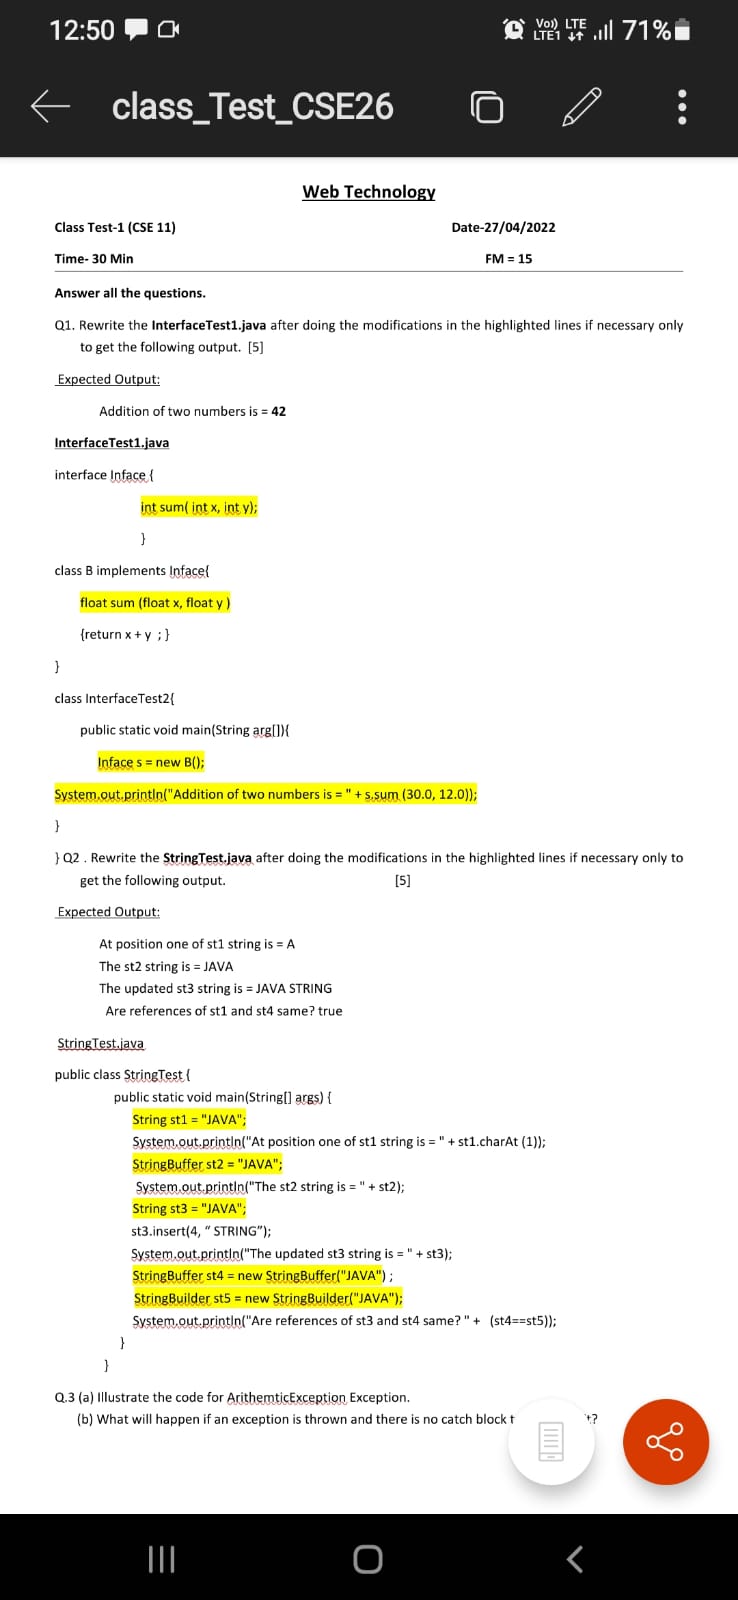 12:50
Vo)) LTE
LTE1
71%
class_Test_CSE26
Web Technology
Class Test-1 (CSE 11) Date-27/04/2022
Time- 30 Min FM = 15
Answer all the questions.
Q1. Rewrite the InterfaceTest1.java after doing the modifications in the highlighted lines if necessary only
to get the following output. [5]
Expected Output:
Addition of two numbers is = 42
InterfaceTest1.java
interface Inface {
int sum( int x, int y);
}
class B implements Inface{
float sum (float x, float y )
{return x + y ; }
}
class InterfaceTest2{
public static void main(String arg[]){
Inface s = new B();
System.out.println("Addition of two numbers is = " + s.sum (30.0, 12.0));
}
} Q2 . Rewrite the StringTest.java after doing the modifications in the highlighted lines if necessary only to
get the following output. [5]
Expected Output:
At position one of st1 string is = A
The st2 string is = JAVA
The updated st3 string is = JAVA STRING
Are references of st1 and st4 same? true
StringTest.java
public class StringTest {
public static void main(String[] args) {
String st1 = "JAVA";
System.out.println("At position one of st1 string is = " + st1.charAt (1));
StringBuffer st2 = "JAVA";
System.out.println("The st2 string is = " + st2);
String st3 = "JAVA";
st3.insert(4, “ STRING”);
System.out.println("The updated st3 string is = " + st3);
StringBuffer st4 = new StringBuffer("JAVA") ;
StringBuilder st5 = new StringBuilder("JAVA");
System.out.println("Are references of st3 and st4 same? " + (st4==st5));
}
}
Q.3 (a) Illustrate the code for ArithemticException Exception.
(b) What will happen if an exception is thrown and there is no catch block